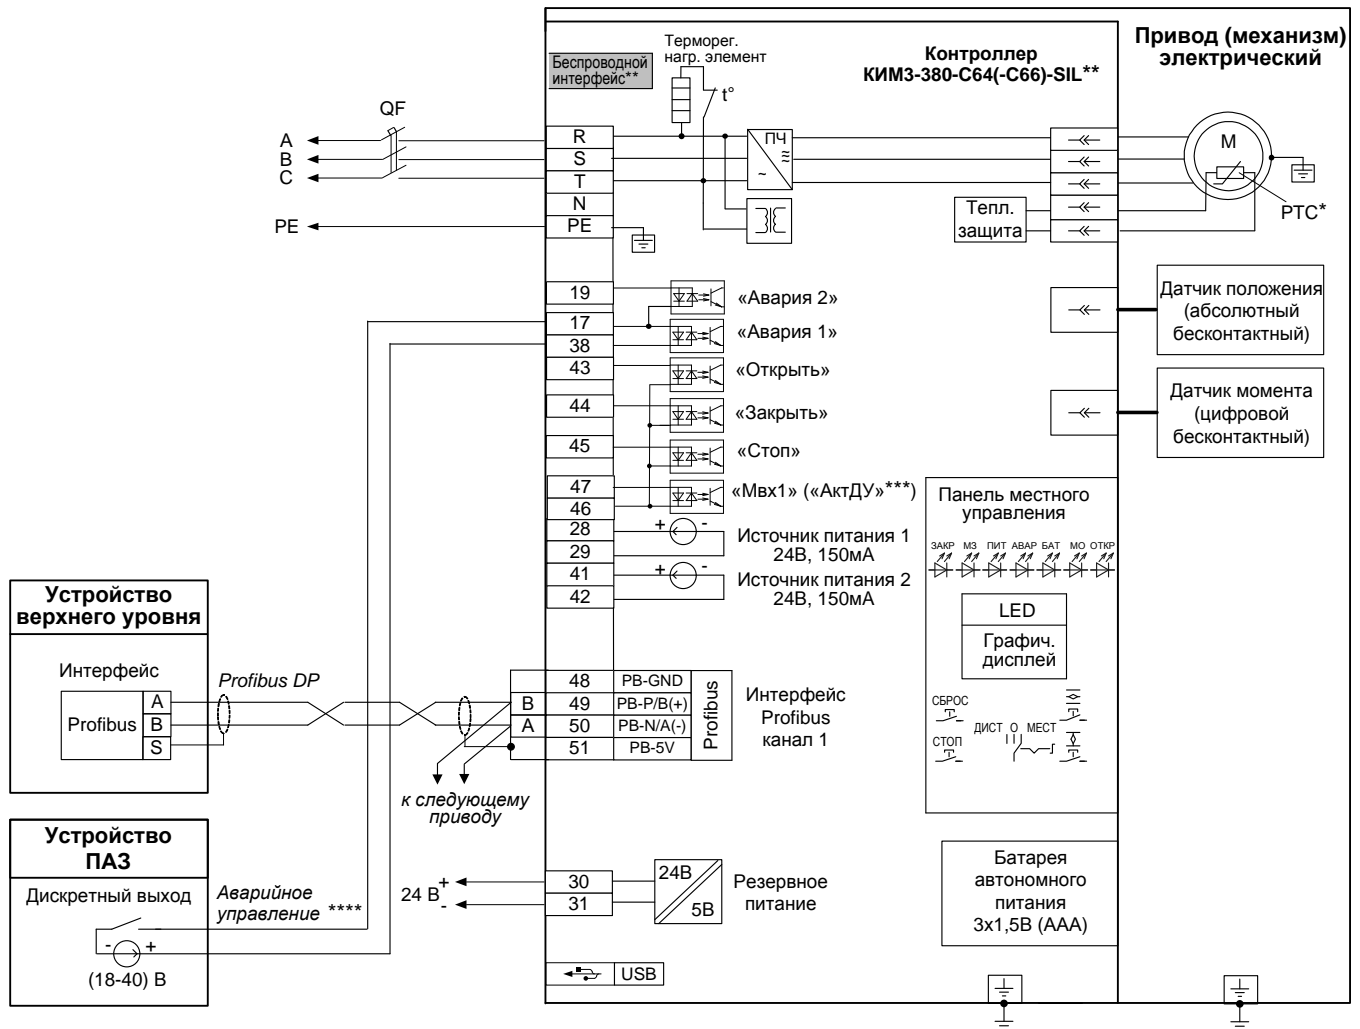 Привод (механизм)
электрический
Контроллер
КИМ3-380-С64(-С66)-SIL**
Терморег.
нагр. элемент
Беспроводной
интерфейс**
t°
QF
A
B
C
PE
R
S
T
N
PE
ПЧ
≈
~
Тепл.
защита
M
PTC*
19
17
38
43
44
45
47
46
28
29
41
42
«Авария 2»
«Авария 1»
«Открыть»
«Закрыть»
«Стоп»
«Мвх1» («АктДУ»***)
+ -
Источник питания 1
24В, 150мА
+ -
Источник питания 2
24В, 150мА
Датчик положения
(абсолютный
бесконтактный)
Датчик момента
(цифровой
бесконтактный)
Панель местного
управления
ЗАКР МЗ ПИТ АВАР БАТ МО ОТКР
LED
Графич.
дисплей
СБРОС
СТОП
ДИСТ О МЕСТ
Устройство
верхнего уровня
Интерфейс
Profibus
A
B
S
Profibus DP
B
A
48 PB-GND
49 PB-P/B(+)
50 PB-N/A(-)
51 PB-5V
Profibus
Интерфейс
Profibus
канал 1
к следующему
приводу
Устройство
ПАЗ
Дискретный выход
- +
(18-40) В
-
+
Аварийное
управление ****
24 В
+
-
30
31
24В
5В
Резервное
питание
Батарея
автономного
питания
3х1,5В (ААА)
USB